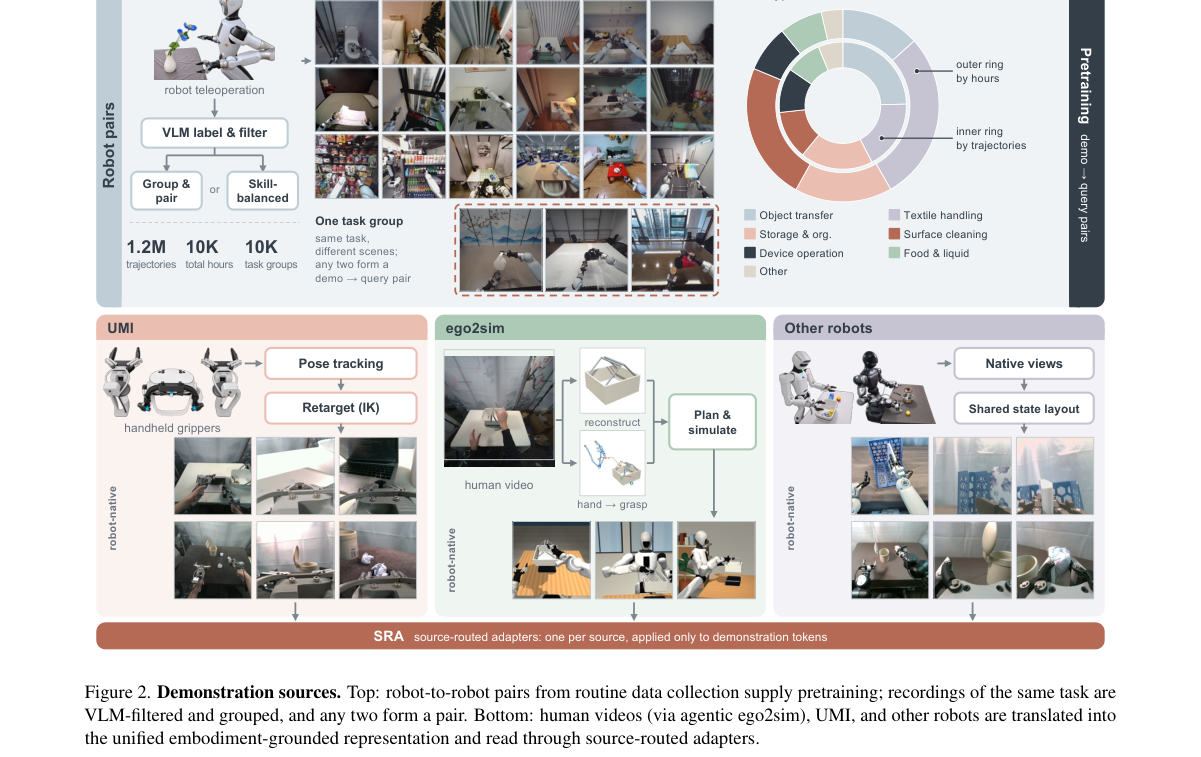 Robot pairs
robot teleoperation
VLM label & filter
Group &
pair
or
Skill-
balanced
1.2M
trajectories
10K
total hours
10K
task groups
One task group
same task,
different scenes;
any two form a
demo → query pair
outer ring
by hours
inner ring
by trajectories
Object transfer
Textile handling
Storage & org.
Surface cleaning
Device operation
Food & liquid
Other
Pretraining demo → query pairs
UMI
Pose tracking
Retarget (IK)
handheld grippers
robot-native
ego2sim
human video
reconstruct
hand → grasp
Plan &
simulate
robot-native
Other robots
Native views
Shared state layout
robot-native
SRA source-routed adapters: one per source, applied only to demonstration tokens
Figure 2. Demonstration sources. Top: robot-to-robot pairs from routine data collection supply pretraining; recordings of the same task are
VLM-filtered and grouped, and any two form a pair. Bottom: human videos (via agentic ego2sim), UMI, and other robots are translated into
the unified embodiment-grounded representation and read through source-routed adapters.